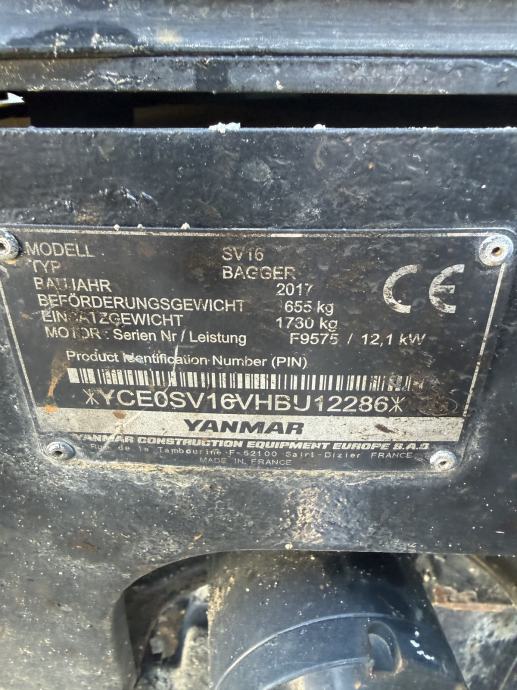 MODELL SV16
TYP BAGGER
BAUJAHR 2017
BEFÖRDERUNGSGEWICHT 655 kg
EINSATZGEWICHT 1730 kg
MOTOR: Serien Nr / Leistung F9575 / 12,1 kW
CE
Product Identification Number (PIN)
*YCE0SV16VHBU12286*
YANMAR
YANMAR CONSTRUCTION EQUIPMENT EUROPE S.A.S
Rue de la Tambourine-F-52100 Saint-Dizier FRANCE
MADE IN FRANCE